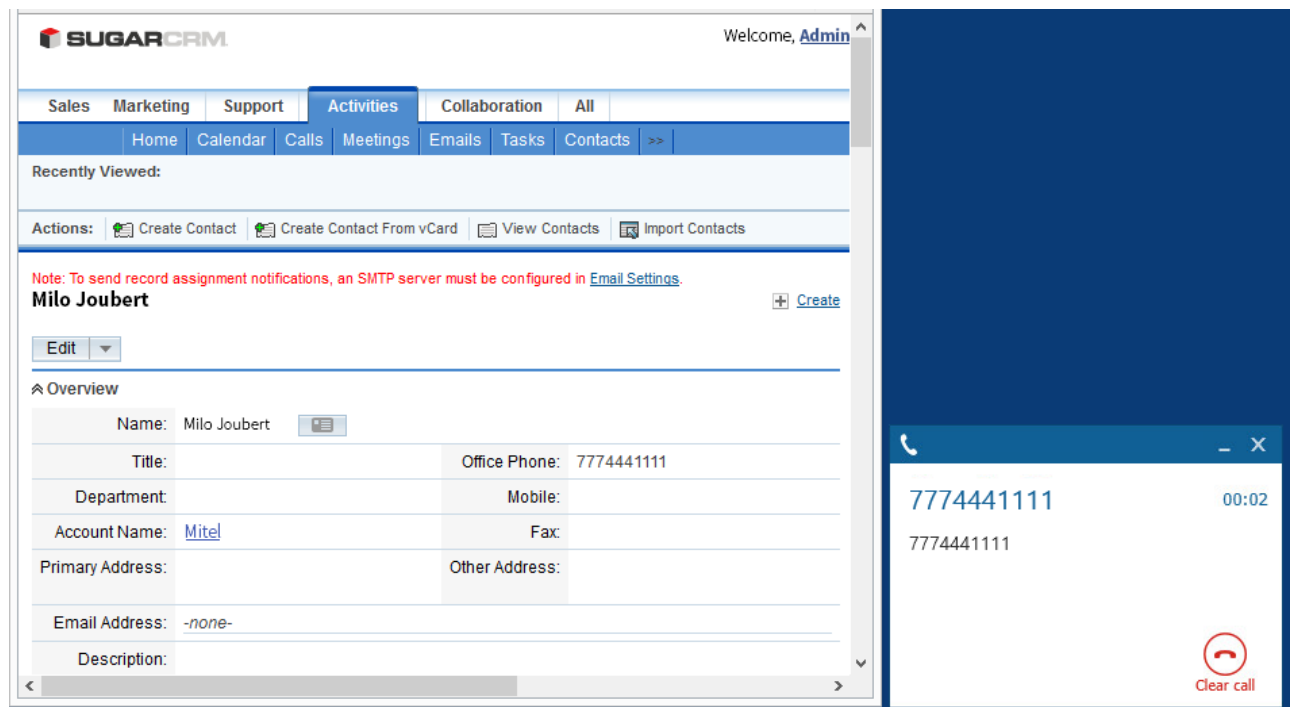 SUGARCRM
Welcome, Admin
Sales Marketing Support Activities Collaboration All
Home Calendar Calls Meetings Emails Tasks Contacts >>
Recently Viewed:
Actions: Create Contact Create Contact From vCard View Contacts Import Contacts
Note: To send record assignment notifications, an SMTP server must be configured in Email Settings.
Milo Joubert
Create
Edit
Overview
Name: Milo Joubert
Title: Office Phone: 7774441111
Department: Mobile:
Account Name: Mitel Fax:
Primary Address: Other Address:
Email Address: -none-
Description:
7774441111 00:02
7774441111
Clear call